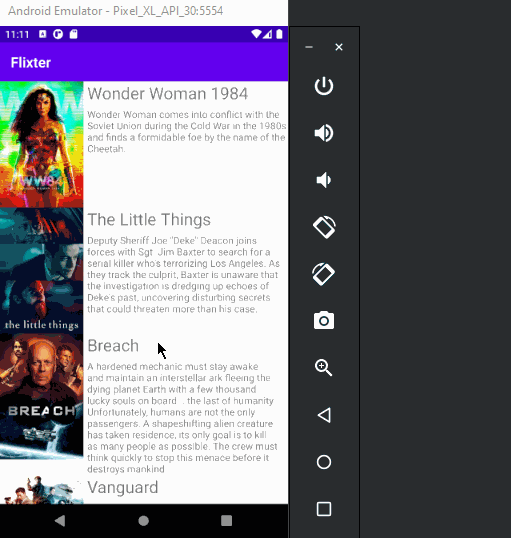 Android Emulator - Pixel_XL_API_30:5554
11:11
Flixter
Wonder Woman 1984
Wonder Woman comes into conflict with the
Soviet Union during the Cold War in the 1980s
and finds a formidable foe by the name of the
Cheetah.
WW84
The Little Things
Deputy Sheriff Joe "Deke" Deacon joins
forces with Sgt. Jim Baxter to search for a
serial killer who's terrorizing Los Angeles. As
they track the culprit, Baxter is unaware that
the investigation is dredging up echoes of
Deke's past, uncovering disturbing secrets
that could threaten more than his case.
the little things
Breach
A hardened mechanic must stay awake
and maintain an interstellar ark fleeing the
dying planet Earth with a few thousand
lucky souls on board... the last of humanity.
Unfortunately, humans are not the only
passengers. A shapeshifting alien creature
has taken residence, its only goal is to kill
as many people as possible. The crew must
think quickly to stop this menace before it
destroys mankind
BREACH
Vanguard